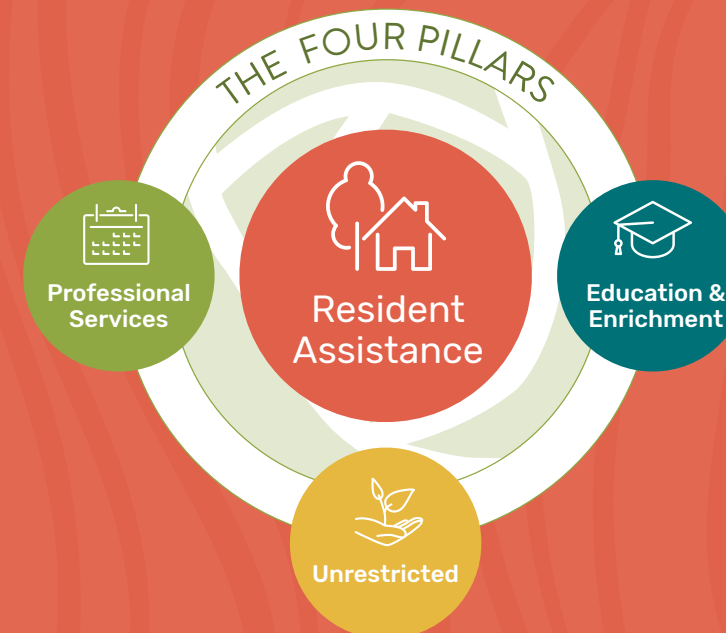 THE FOUR PILLARS
Professional
Services
Resident
Assistance
Education &
Enrichment
Unrestricted